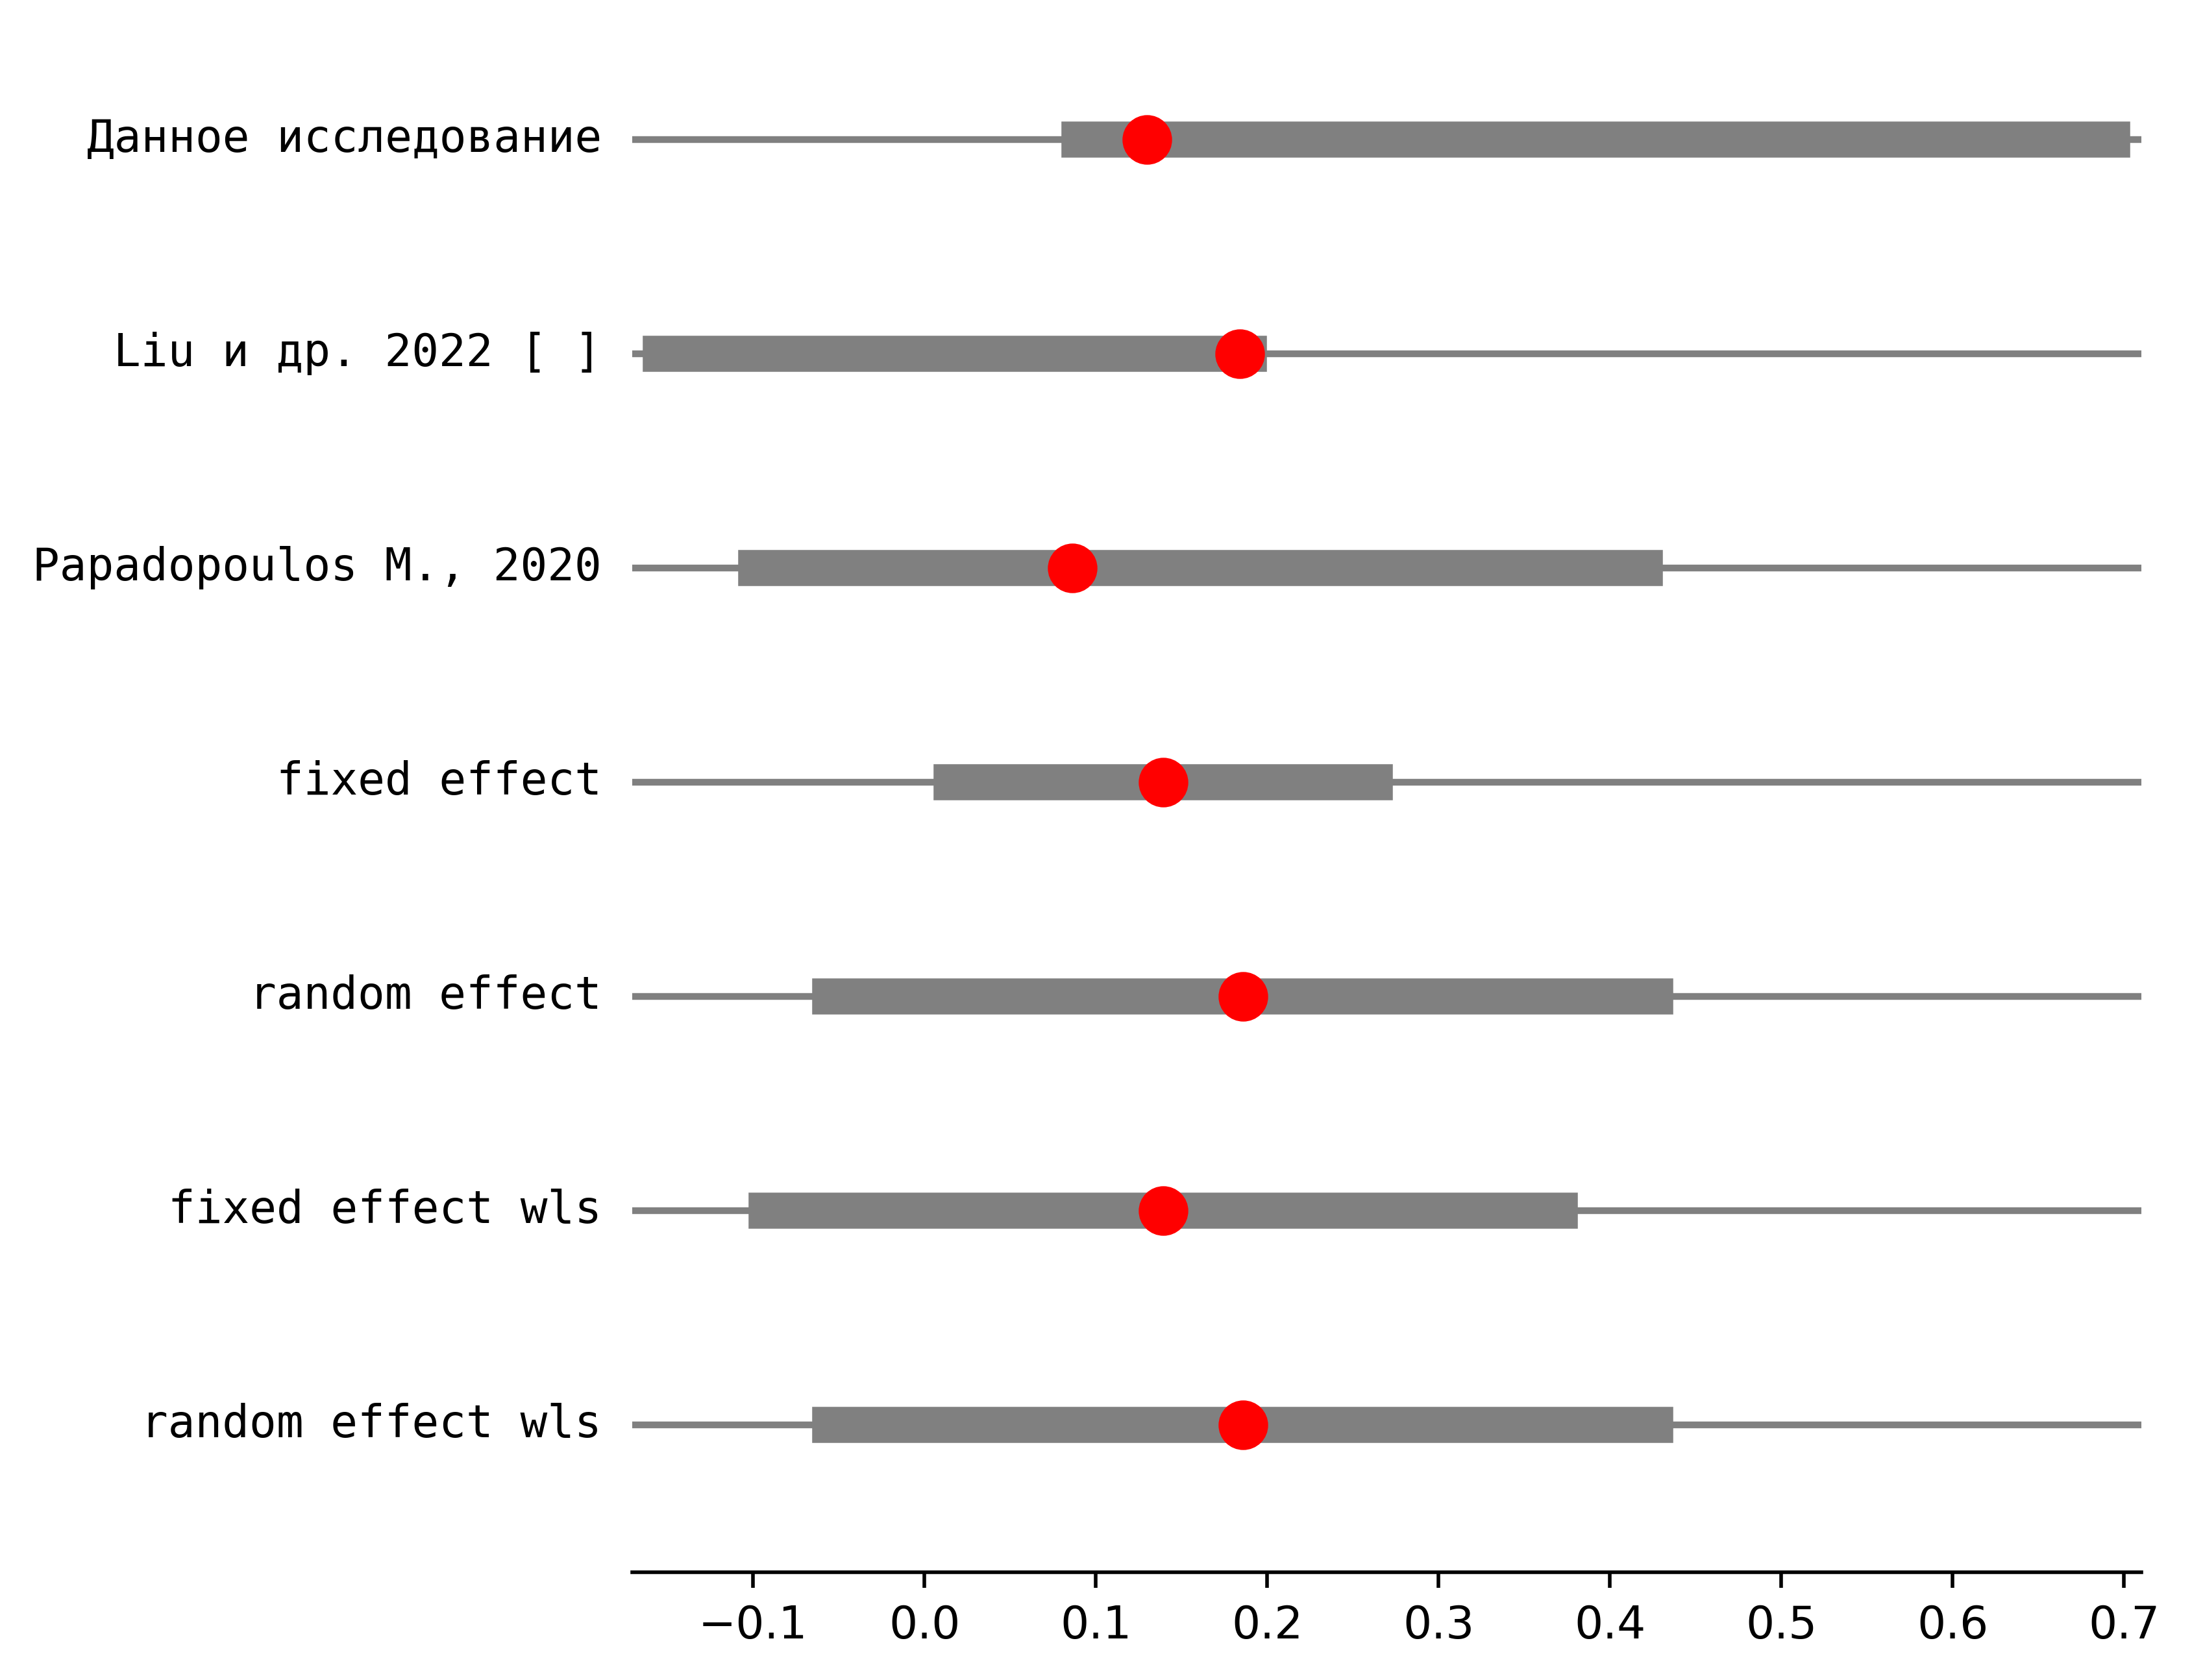 Данное исследование
Liu и др. 2022 [ ]
Papadopoulos M., 2020
fixed effect
random effect
fixed effect wls
random effect wls
−0.1 0.0 0.1 0.2 0.3 0.4 0.5 0.6 0.7